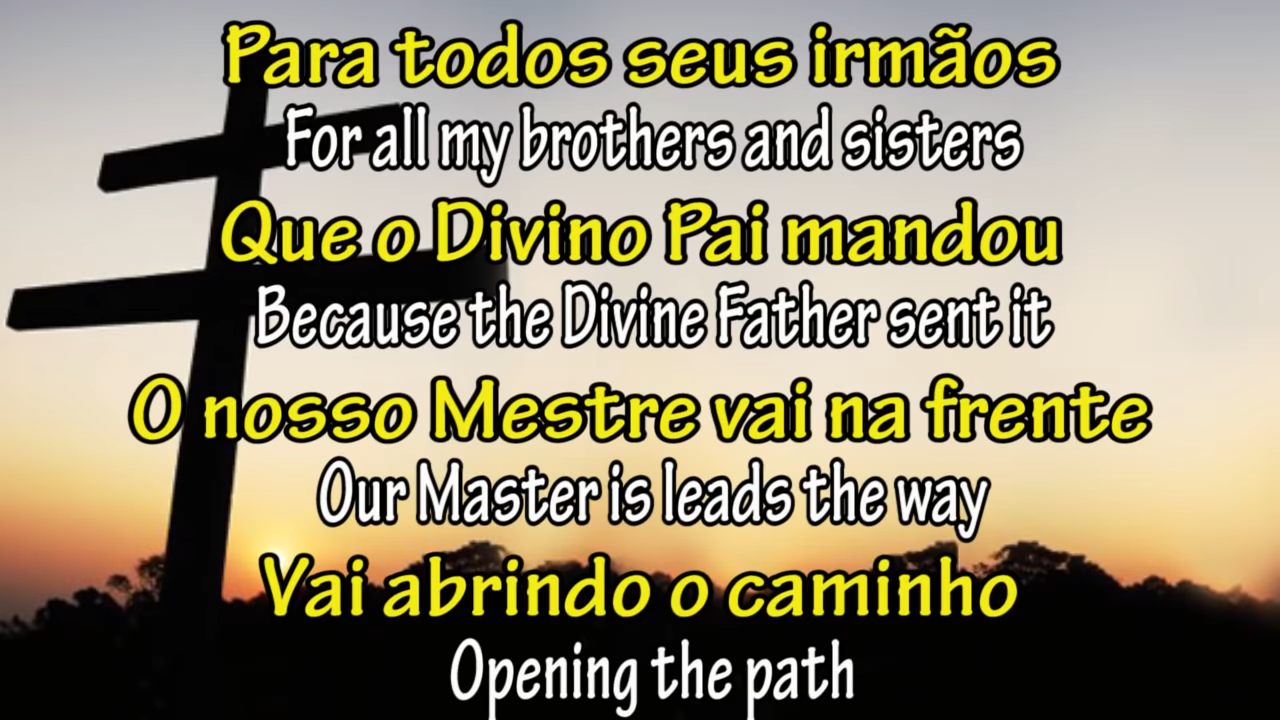 Para todos seus irmãos
For all my brothers and sisters
Que o Divino Pai mandou
Because the Divine Father sent it
O nosso Mestre vai na frente
Our Master is leads the way
Vai abrindo o caminho
Opening the path